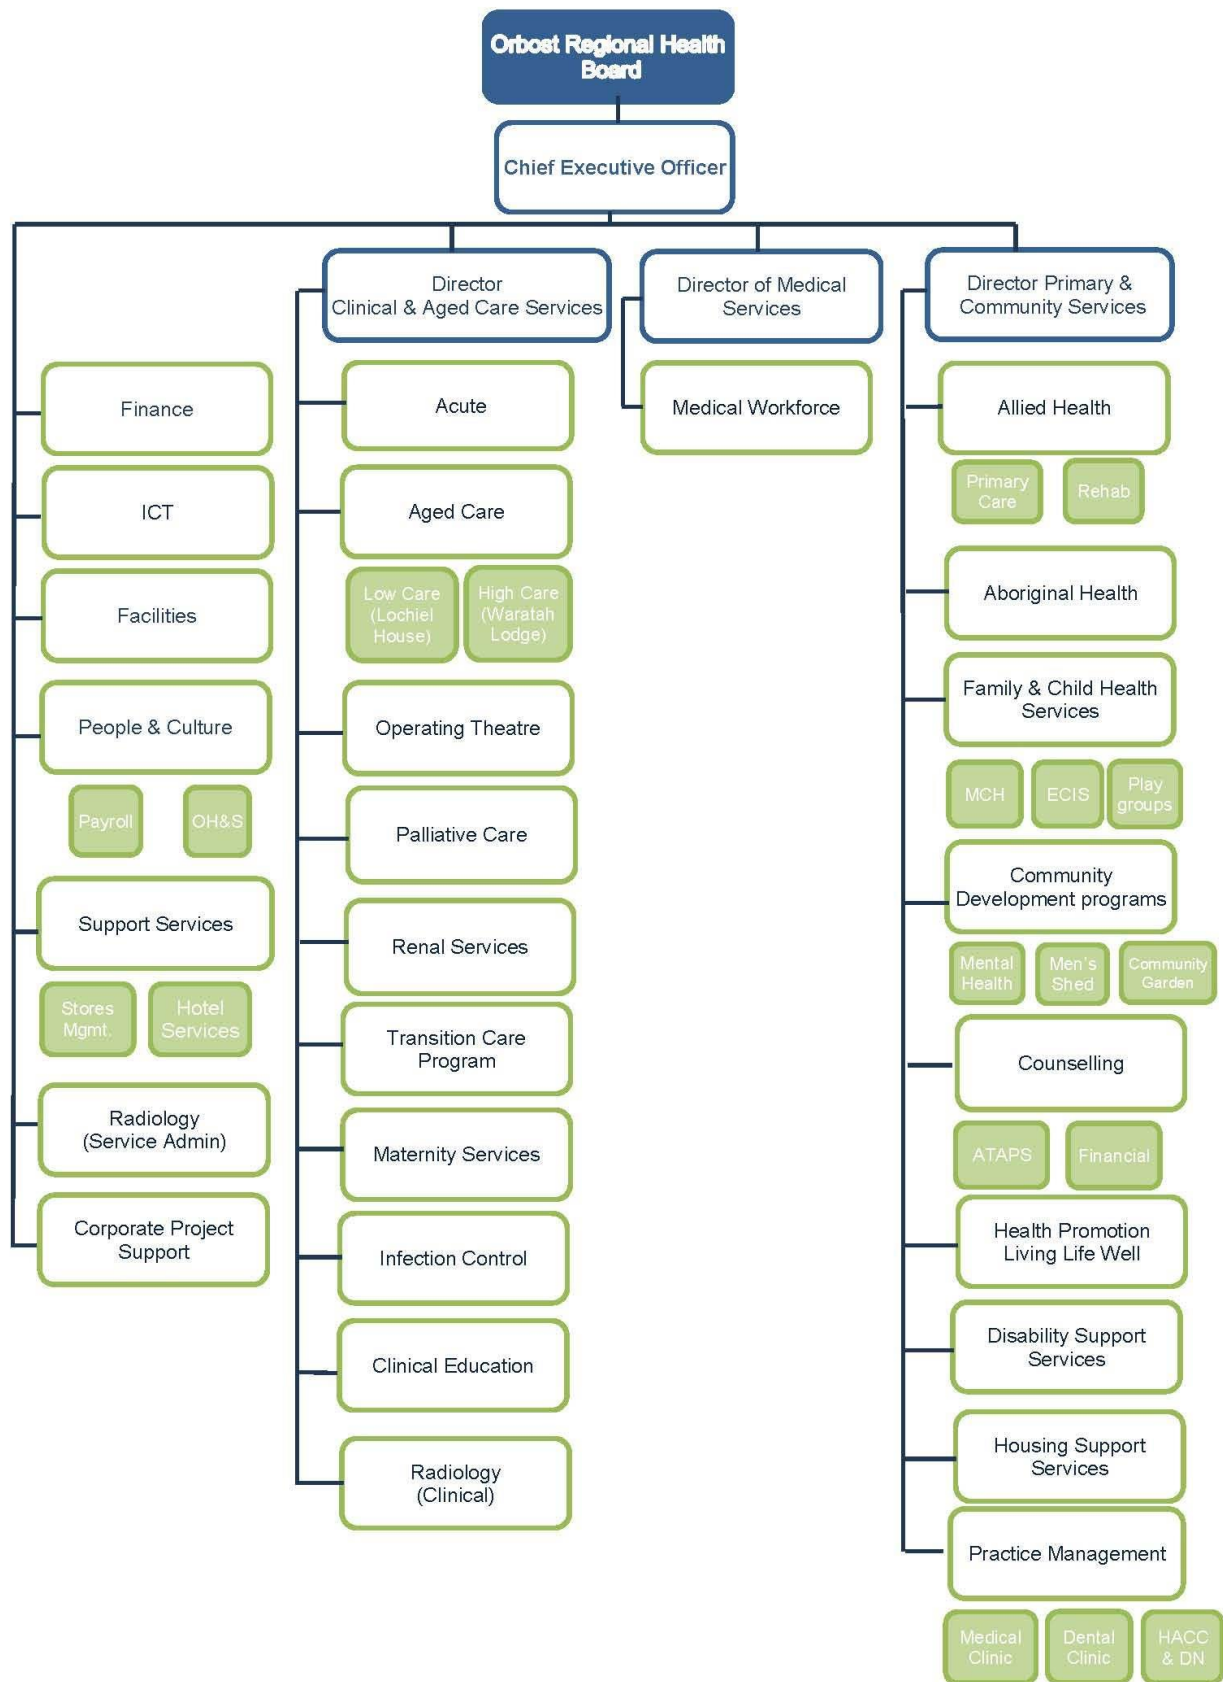 Orbost Regional Health
Board
Chief Executive Officer
Finance
ICT
Facilities
People & Culture
Payroll
OH&S
Support Services
Stores
Mgmt.
Hotel
Services
Radiology
(Service Admin)
Corporate Project
Support
Director
Clinical & Aged Care Services
Acute
Aged Care
Low Care
(Lochiel
House)
High Care
(Waratah
Lodge)
Operating Theatre
Palliative Care
Renal Services
Transition Care
Program
Maternity Services
Infection Control
Clinical Education
Radiology
(Clinical)
Director of Medical
Services
Medical Workforce
Director Primary &
Community Services
Allied Health
Primary
Care
Rehab
Aboriginal Health
Family & Child Health
Services
MCH
ECIS
Play
groups
Community
Development programs
Mental
Health
Men's
Shed
Community
Garden
Counselling
ATAPS
Financial
Health Promotion
Living Life Well
Disability Support
Services
Housing Support
Services
Practice Management
Medical
Clinic
Dental
Clinic
HACC
& DN